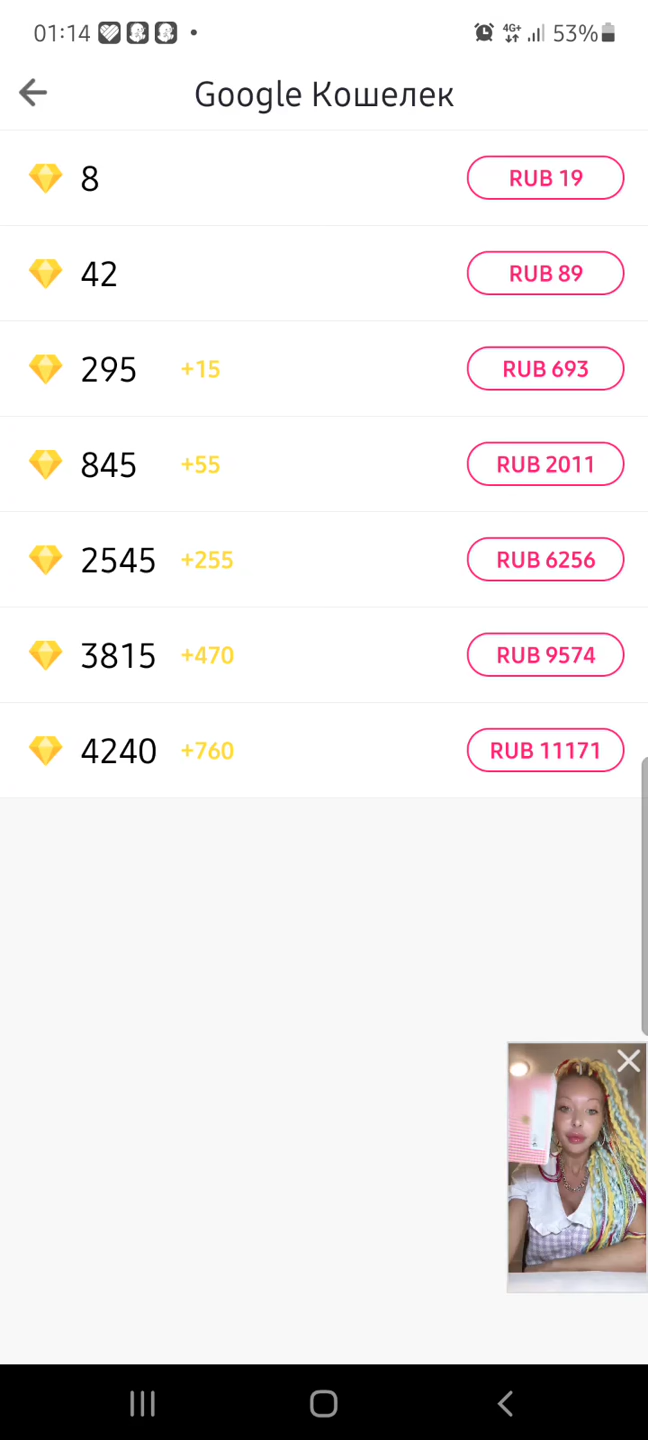 01:14 4G+ 53%
Google Кошелек
8 RUB 19
42 RUB 89
295 +15 RUB 693
845 +55 RUB 2011
2545 +255 RUB 6256
3815 +470 RUB 9574
4240 +760 RUB 11171